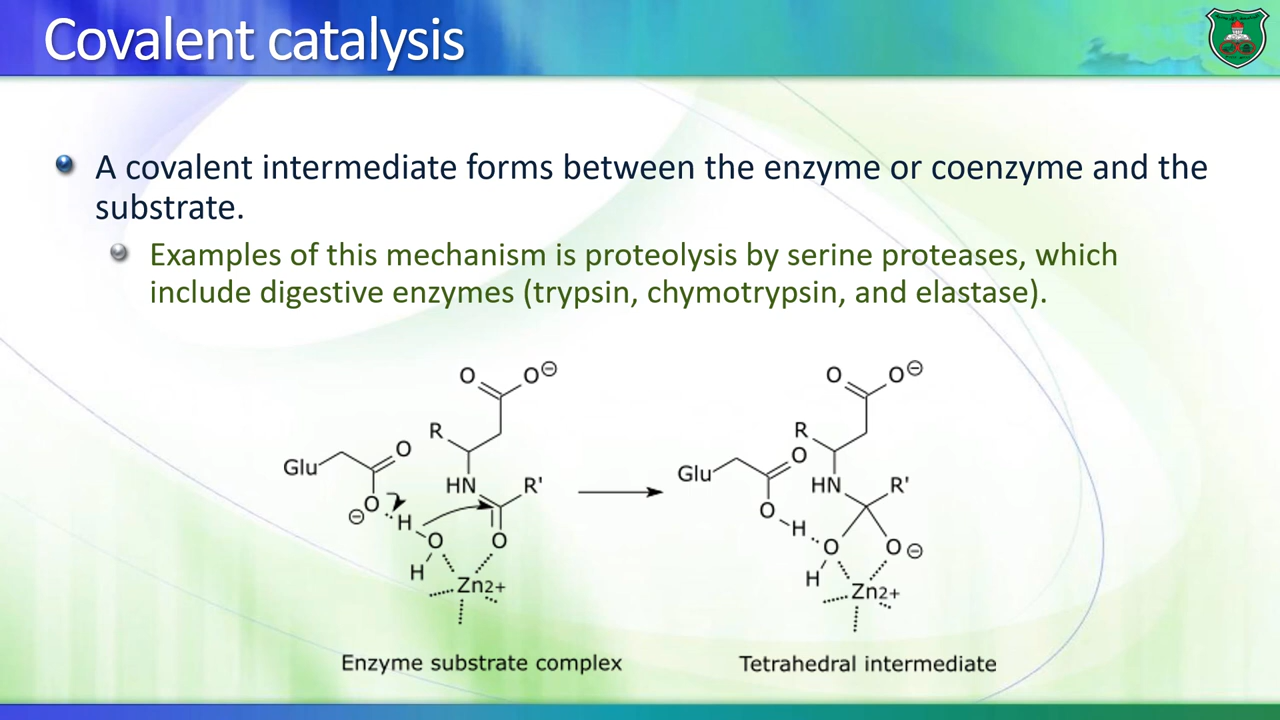 Covalent catalysis
A covalent intermediate forms between the enzyme or coenzyme and the
substrate.
Examples of this mechanism is proteolysis by serine proteases, which
include digestive enzymes (trypsin, chymotrypsin, and elastase).
O O⊖
R
Glu O
HN R'
O
⊖ H
O O
H
Zn2+
Enzyme substrate complex
O O⊖
R
Glu O
HN R'
O
H
O O⊖
H
Zn2+
Tetrahedral intermediate